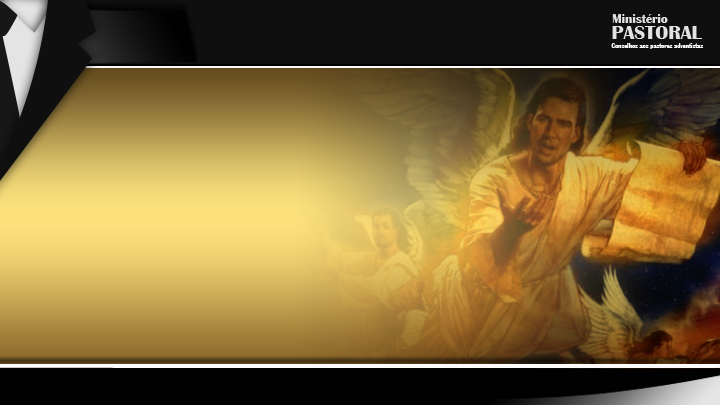 Ministério
PASTORAL
Conselhos aos pastores adventistas